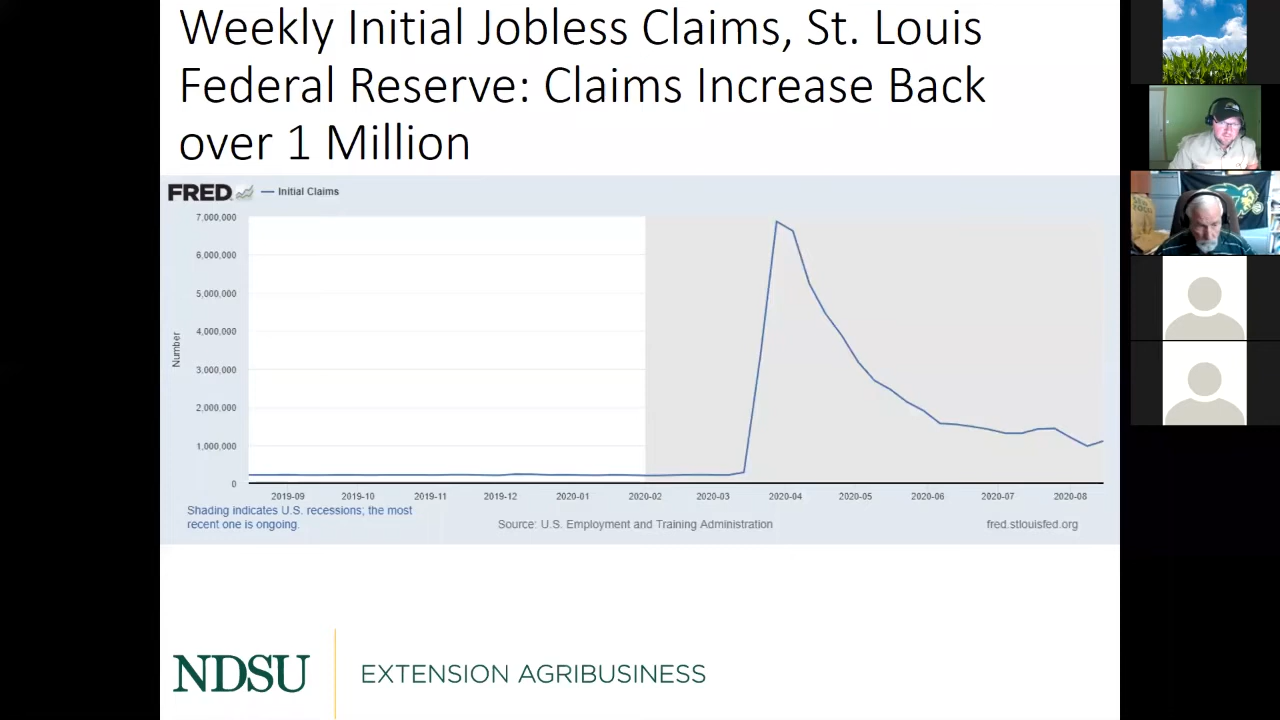 Weekly Initial Jobless Claims, St. Louis
Federal Reserve: Claims Increase Back
over 1 Million
FRED
Initial Claims
7,000,000
6,000,000
5,000,000
4,000,000
3,000,000
2,000,000
1,000,000
0
Number
2019-09 2019-10 2019-11 2019-12 2020-01 2020-02 2020-03 2020-04 2020-05 2020-06 2020-07 2020-08
Shading indicates U.S. recessions; the most
recent one is ongoing.
Source: U.S. Employment and Training Administration
fred.stlouisfed.org
NDSU
EXTENSION AGRIBUSINESS